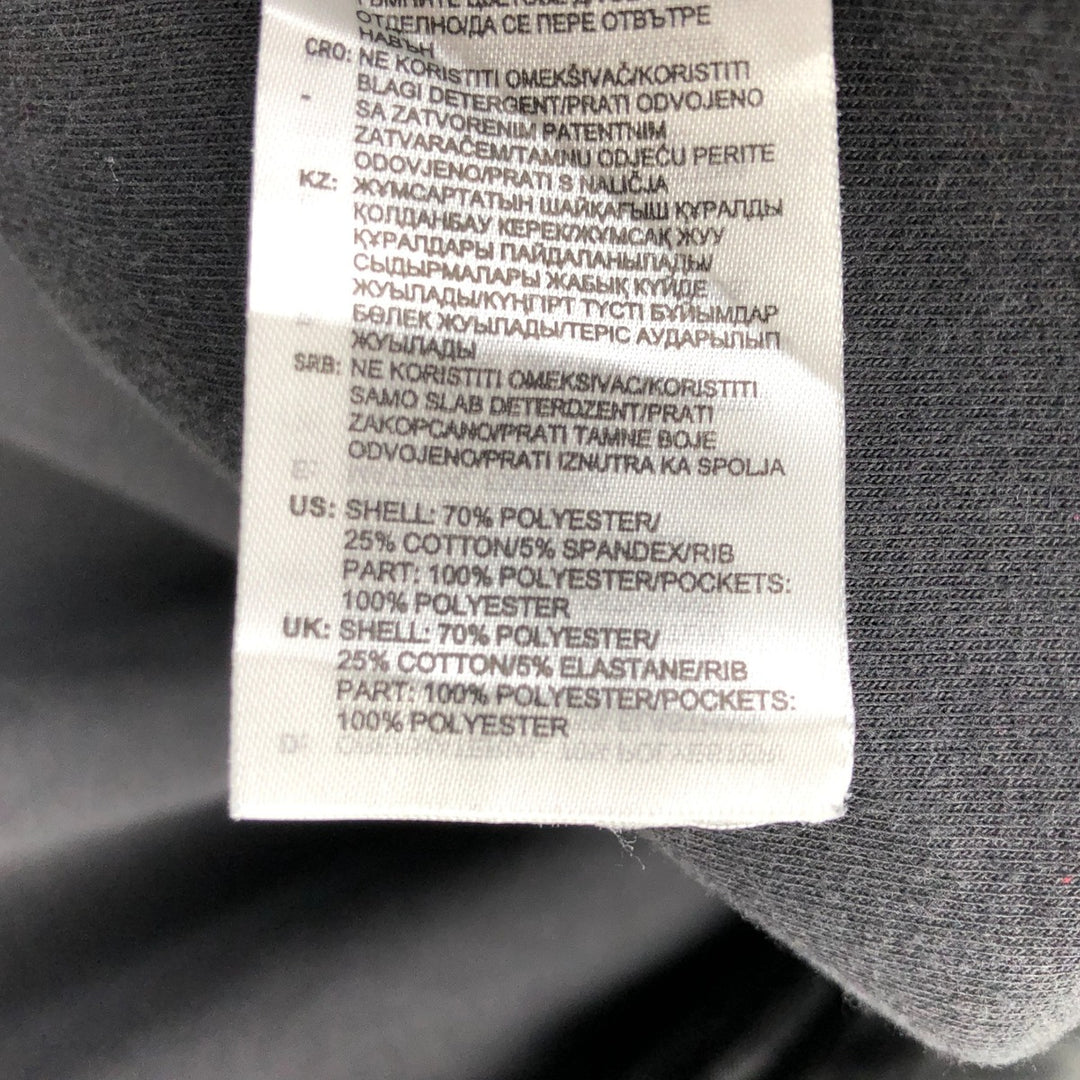 ОТДЕЛНО/ДА СЕ ПЕРЕ ОТВЪТРЕ
НАВЪН
CRO: NE KORISTITI OMEKŠIVAČ/KORISTITI
BLAGI DETERGENT/PRATI ODVOJENO
SA ZATVORENIM PATENTNIM
ZATVARAČEM/TAMNU ODJEĆU PERITE
ODOVJENO/PRATI S NALIČJA
KZ: ЖҰМСАРТАТЫН ШАЙҚАҒЫШ ҚҰРАЛДЫ
ҚОЛДАНБАУ КЕРЕК/ЖҰМСАҚ ЖУУ
ҚҰРАЛДАРЫ ПАЙДАЛАНЫЛАДЫ/
СЫДЫРМАЛАРЫ ЖАБЫҚ КҮЙДЕ
ЖУЫЛАДЫ/КҮҢГІРТ ТҮСТІ БҰЙЫМДАР
БӨЛЕК ЖУЫЛАДЫ/ТЕРІС АУДАРЫЛЫП
ЖУЫЛАДЫ
SRB: NE KORISTITI OMEKSIVAC/KORISTITI
SAMO SLAB DETERDZENT/PRATI
ZAKOPCANO/PRATI TAMNE BOJE
ODVOJENO/PRATI IZNUTRA KA SPOLJA
US: SHELL: 70% POLYESTER/
25% COTTON/5% SPANDEX/RIB
PART: 100% POLYESTER/POCKETS:
100% POLYESTER
UK: SHELL: 70% POLYESTER/
25% COTTON/5% ELASTANE/RIB
PART: 100% POLYESTER/POCKETS:
100% POLYESTER